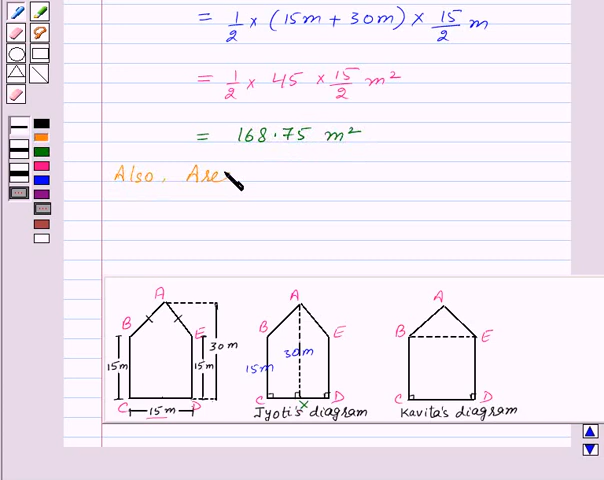 = 1/2 × (15m + 30m) × 15/2 m
= 1/2 × 45 × 15/2 m²
= 168.75 m²
Also, Are
A
B
E
30m
15m
15m
C
D
15m
A
B
E
15m
30m
C
X
D
Jyoti's diagram
A
B
E
C
D
Kavita's diagram